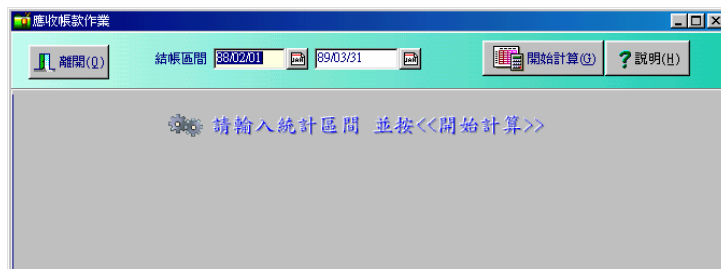 應收帳款作業
離開(Q) 結帳區間 88/02/01 89/03/31 開始計算(G) ?說明(H)
請輸入統計區間 並按<<開始計算>>